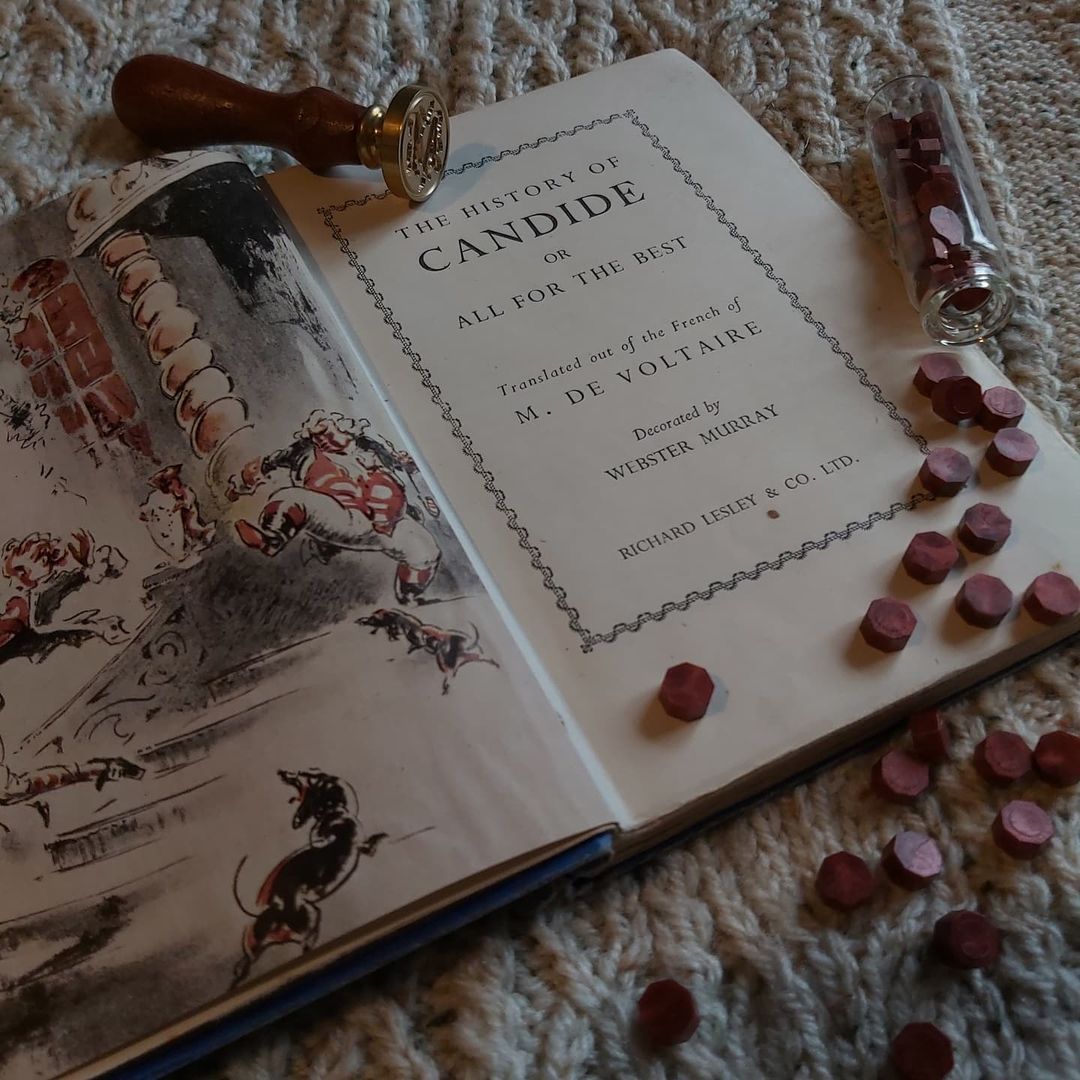 THE HISTORY OF
CANDIDE
OR
ALL FOR THE BEST
Translated out of the French of
M. DE VOLTAIRE
Decorated by
WEBSTER MURRAY
RICHARD LESLEY & CO. LTD.